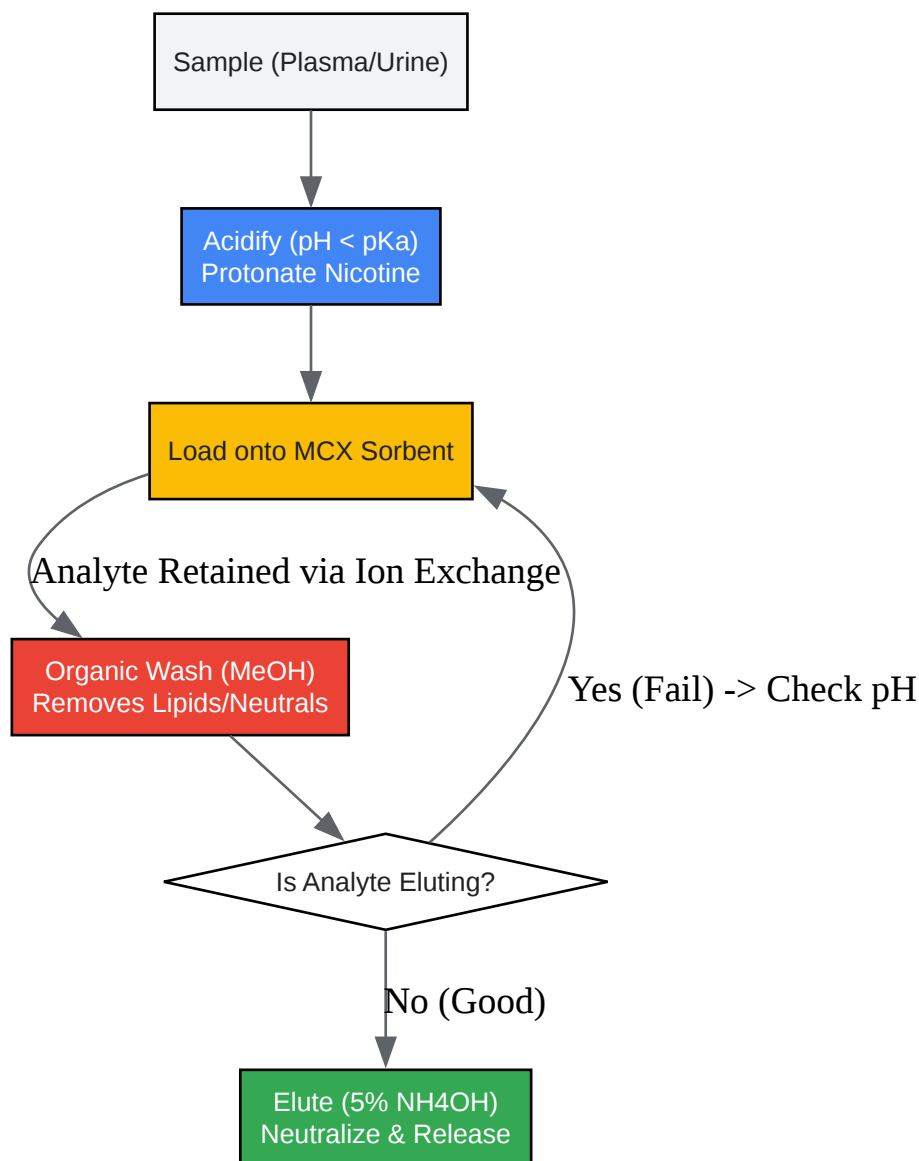 Sample (Plasma/Urine)
Acidify (pH < pKa)
Protonate Nicotine
Load onto MCX Sorbent
Analyte Retained via Ion Exchange
Organic Wash (MeOH)
Removes Lipids/Neutrals
Yes (Fail) -> Check pH
Is Analyte Eluting?
No (Good)
Elute (5% NH4OH)
Neutralize & Release